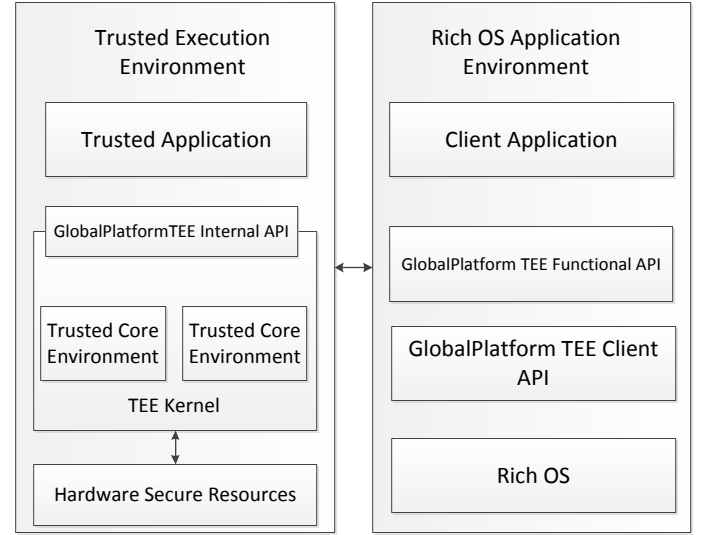 Trusted Execution
Environment
Trusted Application
GlobalPlatformTEE Internal API
Trusted Core
Environment
Trusted Core
Environment
TEE Kernel
Hardware Secure Resources
Rich OS Application
Environment
Client Application
GlobalPlatform TEE Functional API
GlobalPlatform TEE Client
API
Rich OS